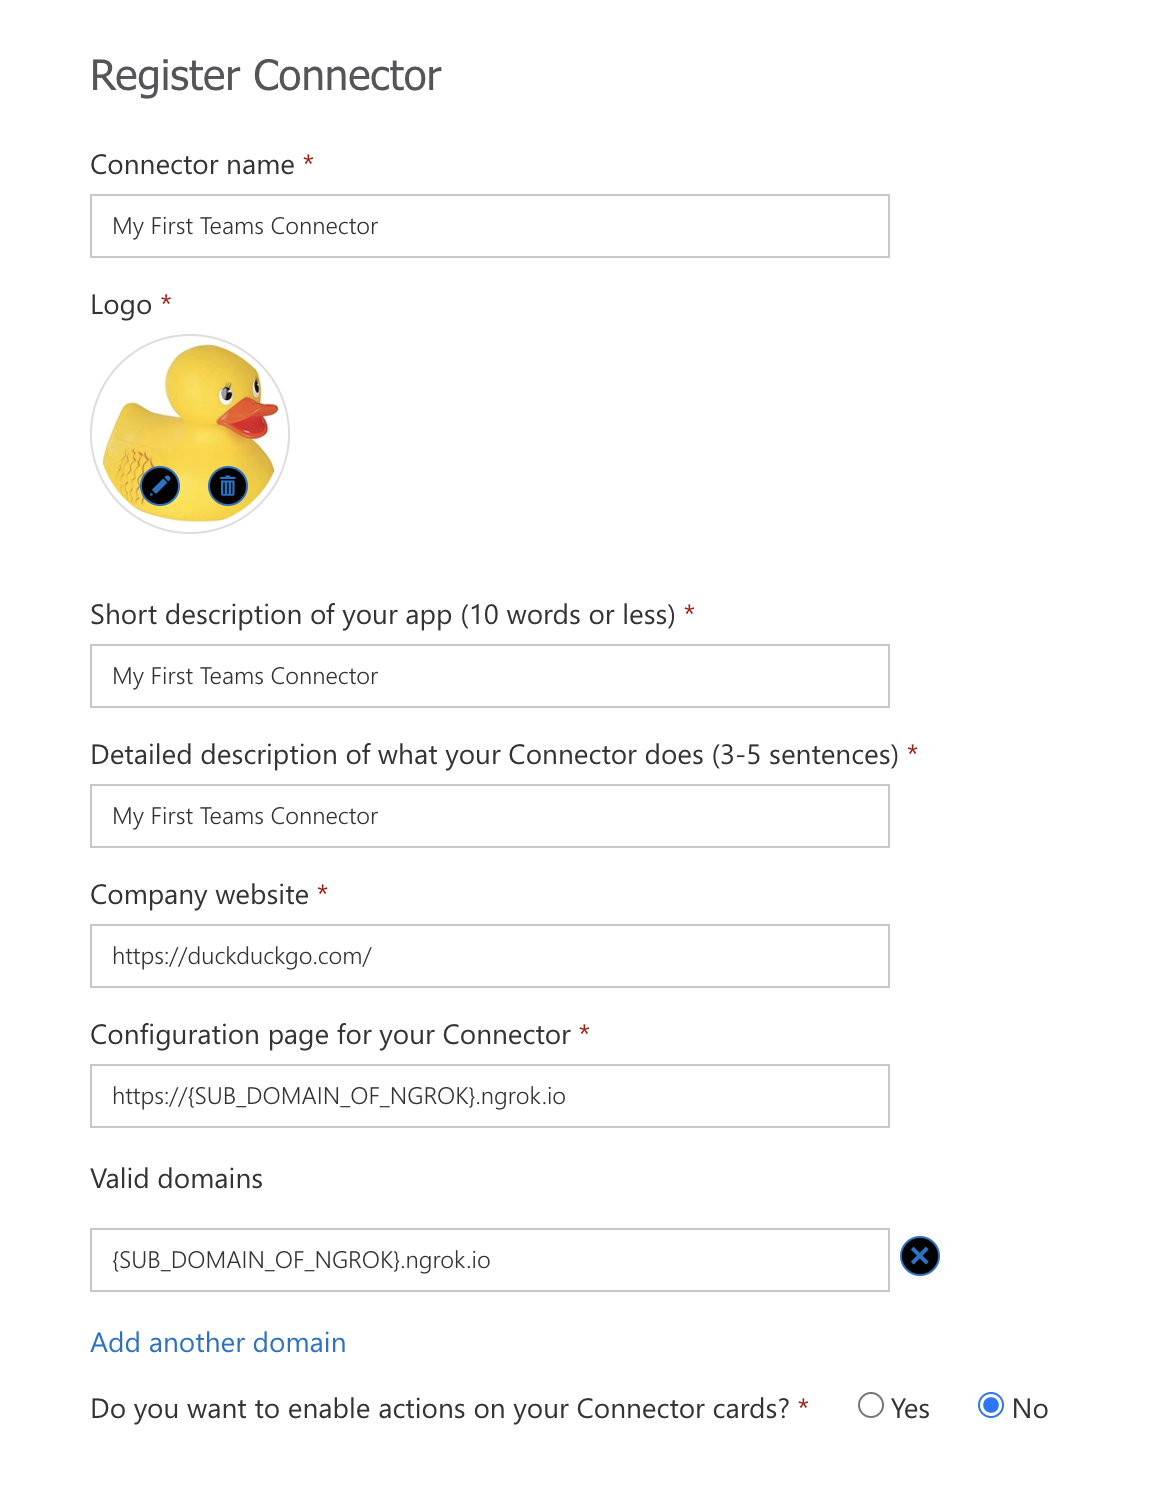 Register Connector
Connector name *
My First Teams Connector
Logo *
Short description of your app (10 words or less) *
My First Teams Connector
Detailed description of what your Connector does (3-5 sentences) *
My First Teams Connector
Company website *
https://duckduckgo.com/
Configuration page for your Connector *
https://{SUB_DOMAIN_OF_NGROK}.ngrok.io
Valid domains
{SUB_DOMAIN_OF_NGROK}.ngrok.io
Add another domain
Do you want to enable actions on your Connector cards? * Yes No